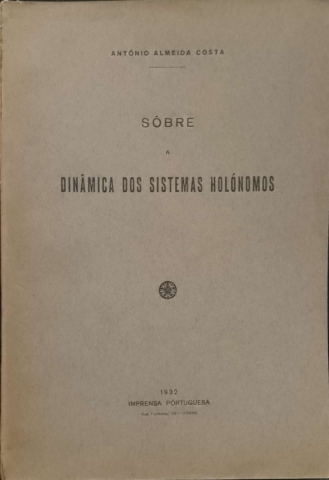 ANTÓNIO ALMEIDA COSTA
SÔBRE
A
DINÂMICA DOS SISTEMAS HOLÓNOMOS
1932
IMPRENSA PORTUGUESA